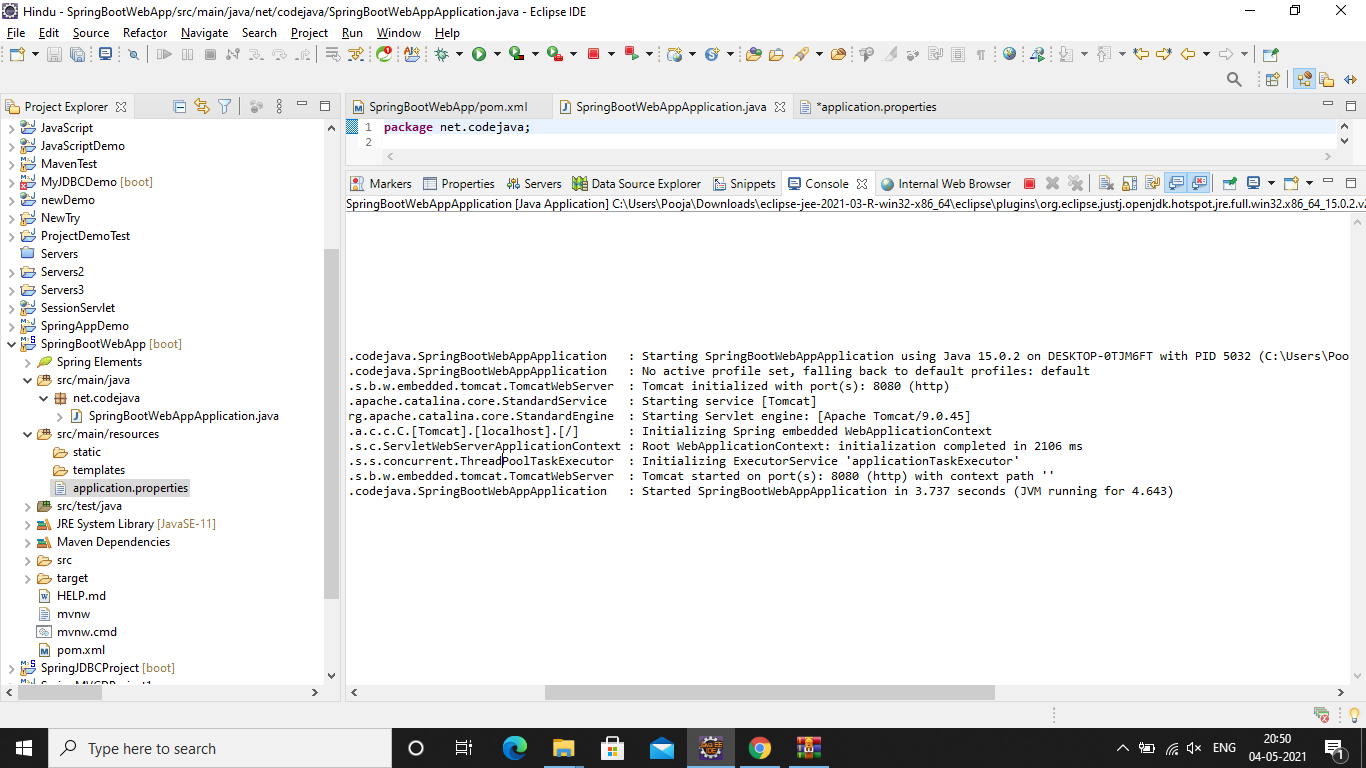 Hindu - SpringBootWebApp/src/main/java/net/codejava/SpringBootWebAppApplication.java - Eclipse IDE
File Edit Source Refactor Navigate Search Project Run Window Help
Project Explorer
JavaScript
JavaScriptDemo
MavenTest
MyJDBCDemo [boot]
newDemo
NewTry
ProjectDemoTest
Servers
Servers2
Servers3
SessionServlet
SpringAppDemo
SpringBootWebApp [boot]
Spring Elements
src/main/java
net.codejava
SpringBootWebAppApplication.java
src/main/resources
static
templates
application.properties
src/test/java
JRE System Library [JavaSE-11]
Maven Dependencies
src
target
HELP.md
mvnw
mvnw.cmd
pom.xml
SpringJDBCProject [boot]
SpringBootWebApp/pom.xml SpringBootWebAppApplication.java *application.properties
1 package net.codejava;
2
Markers Properties Servers Data Source Explorer Snippets Console Internal Web Browser
SpringBootWebAppApplication [Java Application] C:\Users\Pooja\Downloads\eclipse-jee-2021-03-R-win32-x86_64\eclipse\plugins\org.eclipse.justj.openjdk.hotspot.jre.full.win32.x86_64_15.0.2.v2
.codejava.SpringBootWebAppApplication : Starting SpringBootWebAppApplication using Java 15.0.2 on DESKTOP-0TJM6FT with PID 5032 (C:\Users\Poo
.codejava.SpringBootWebAppApplication : No active profile set, falling back to default profiles: default
.s.b.w.embedded.tomcat.TomcatWebServer : Tomcat initialized with port(s): 8080 (http)
.apache.catalina.core.StandardService : Starting service [Tomcat]
rg.apache.catalina.core.StandardEngine : Starting Servlet engine: [Apache Tomcat/9.0.45]
.a.c.c.C.[Tomcat].[localhost].[/] : Initializing Spring embedded WebApplicationContext
.s.c.ServletWebServerApplicationContext : Root WebApplicationContext: initialization completed in 2106 ms
.s.s.concurrent.ThreadPoolTaskExecutor : Initializing ExecutorService 'applicationTaskExecutor'
.s.b.w.embedded.tomcat.TomcatWebServer : Tomcat started on port(s): 8080 (http) with context path ''
.codejava.SpringBootWebAppApplication : Started SpringBootWebAppApplication in 3.737 seconds (JVM running for 4.643)
Type here to search
ENG
20:50
04-05-2021
1